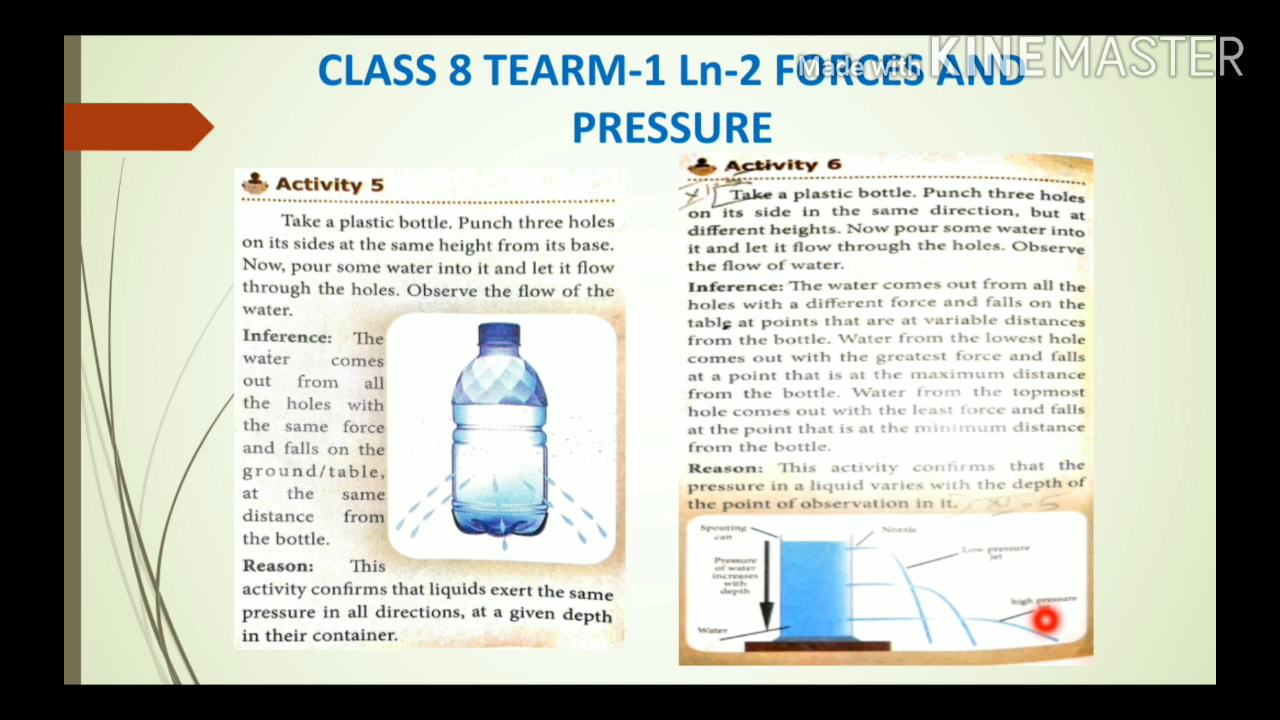 CLASS 8 TEARM-1 Ln-2 FORCES AND
PRESSURE
Made with KINEMASTER
Activity 5
Take a plastic bottle. Punch three holes
on its sides at the same height from its base.
Now, pour some water into it and let it flow
through the holes. Observe the flow of the
water.
Inference: The
water comes
out from all
the holes with
the same force
and falls on the
ground/table,
at the same
distance from
the bottle.
Reason: This
activity confirms that liquids exert the same
pressure in all directions, at a given depth
in their container.
Activity 6
Take a plastic bottle. Punch three holes
on its side in the same direction, but at
different heights. Now pour some water into
it and let it flow through the holes. Observe
the flow of water.
Inference: The water comes out from all the
holes with a different force and falls on the
table at points that are at variable distances
from the bottle. Water from the lowest hole
comes out with the greatest force and falls
at a point that is at the maximum distance
from the bottle. Water from the topmost
hole comes out with the least force and falls
at the point that is at the minimum distance
from the bottle.
Reason: This activity confirms that the
pressure in a liquid varies with the depth of
the point of observation in it.
Spouting
can
Nozzle
Low pressure
jet
Pressure
of water
increases
with
depth
high pressure
Water